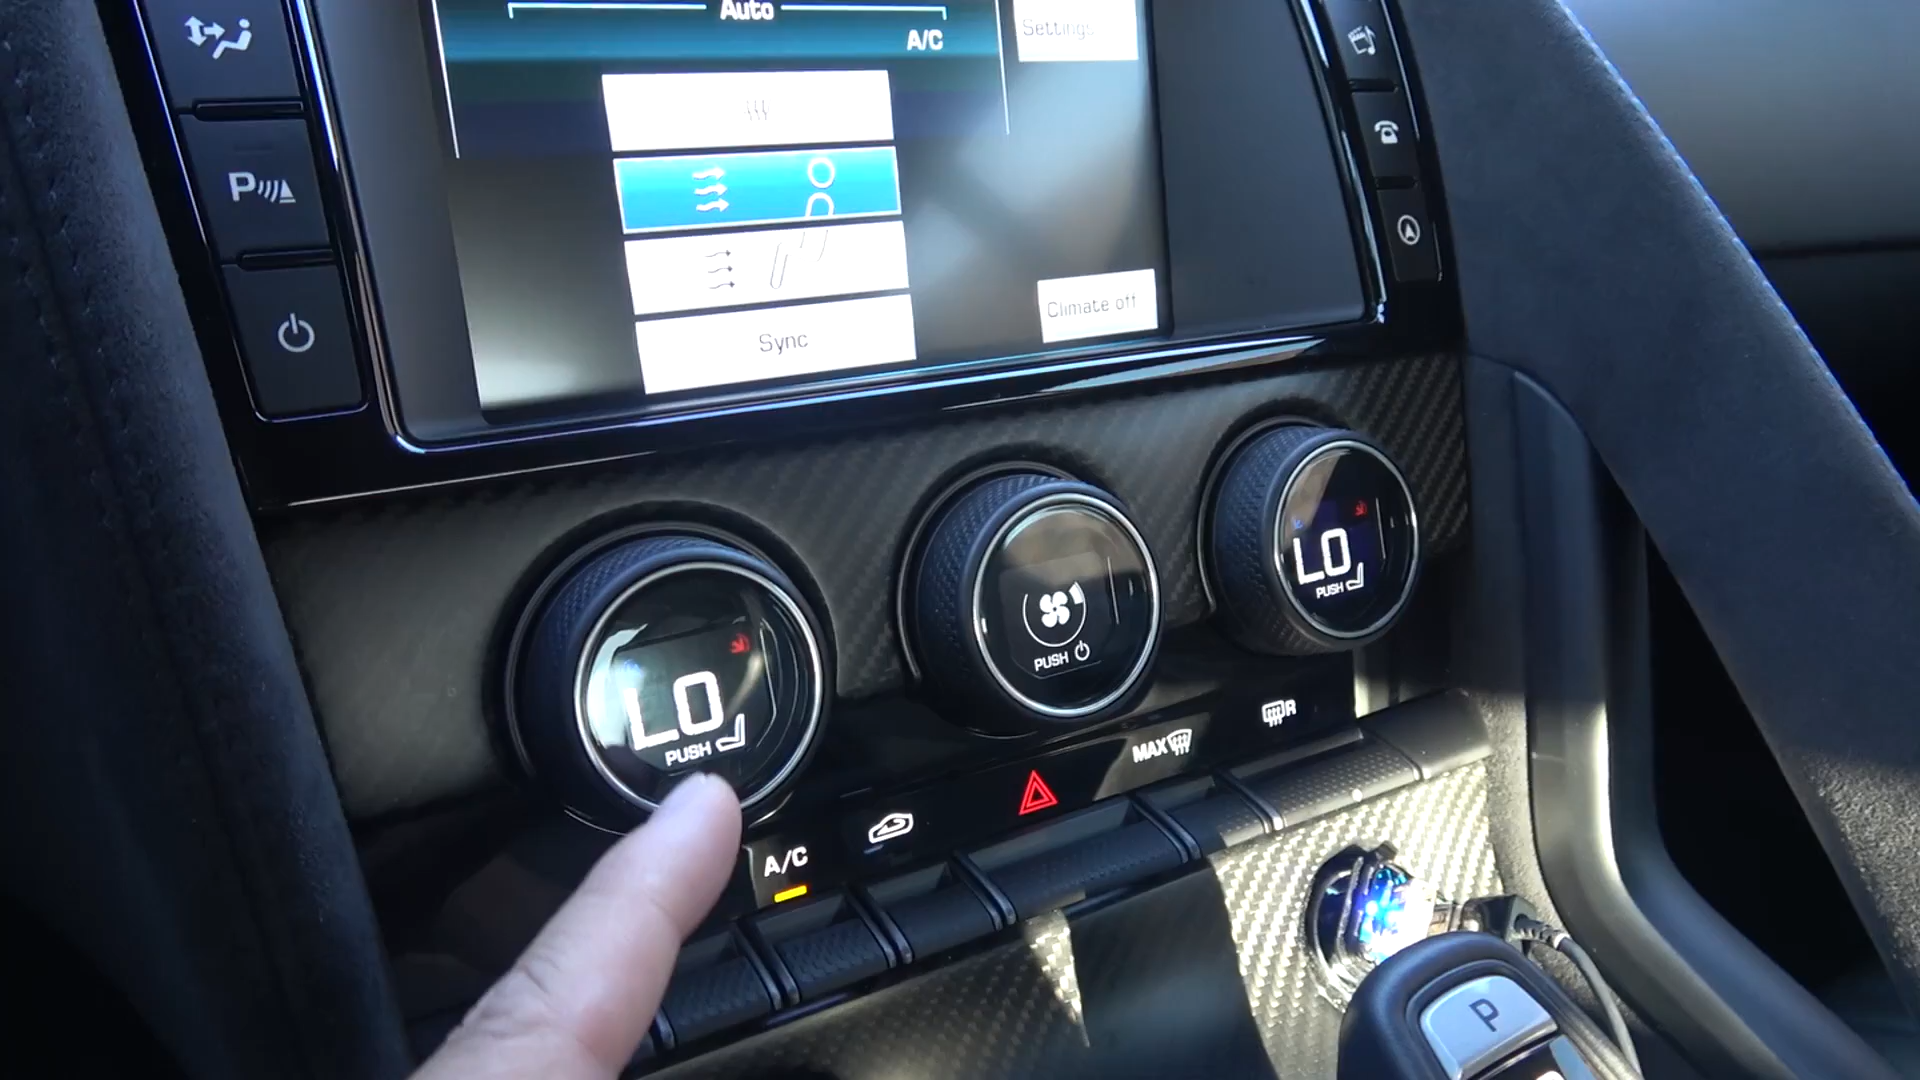 Auto
A/C
Settings
Climate off
Sync
P
LO
PUSH
PUSH
LO
PUSH
A/C
MAX
R
P